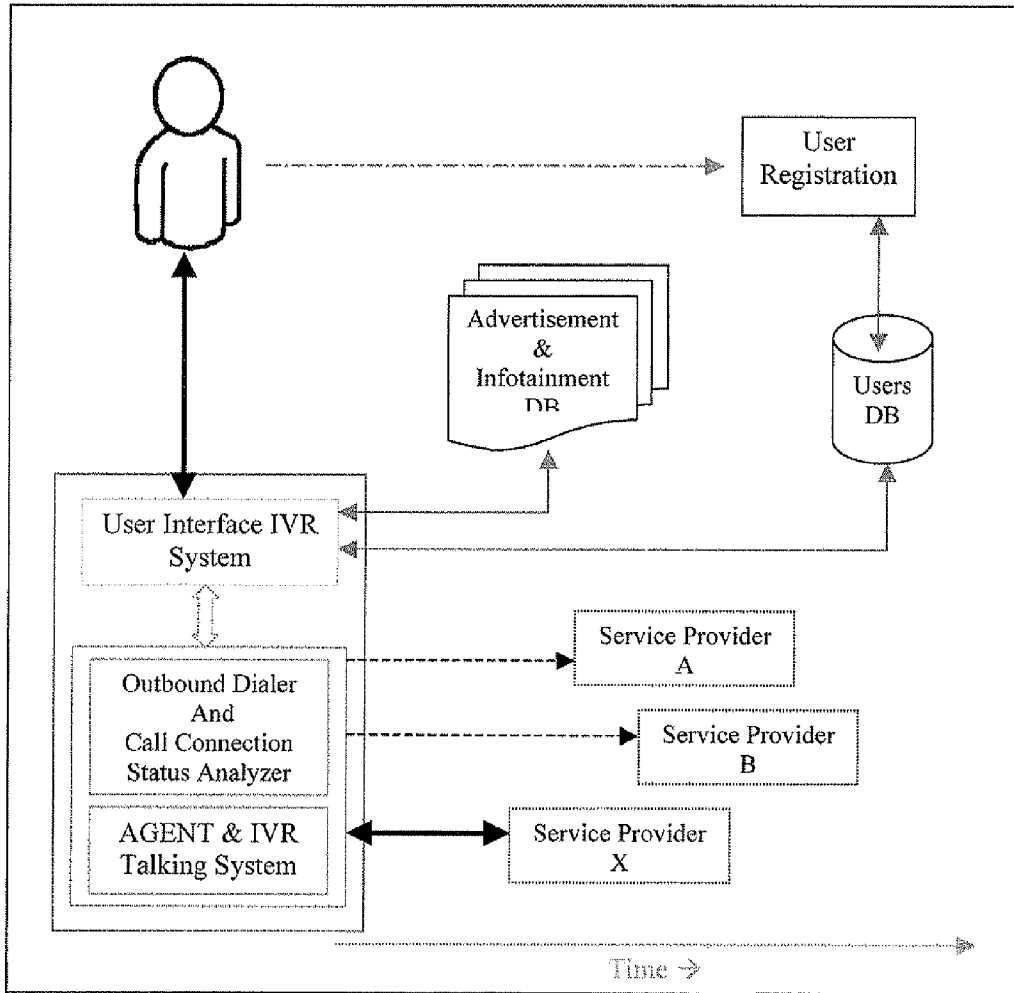 User
Registration
Advertisement
&
Infotainment
DB
Users
DB
User Interface IVR
System
Service Provider
A
Outbound Dialer
And
Call Connection
Status Analyzer
Service Provider
B
AGENT & IVR
Talking System
Service Provider
X
Time →